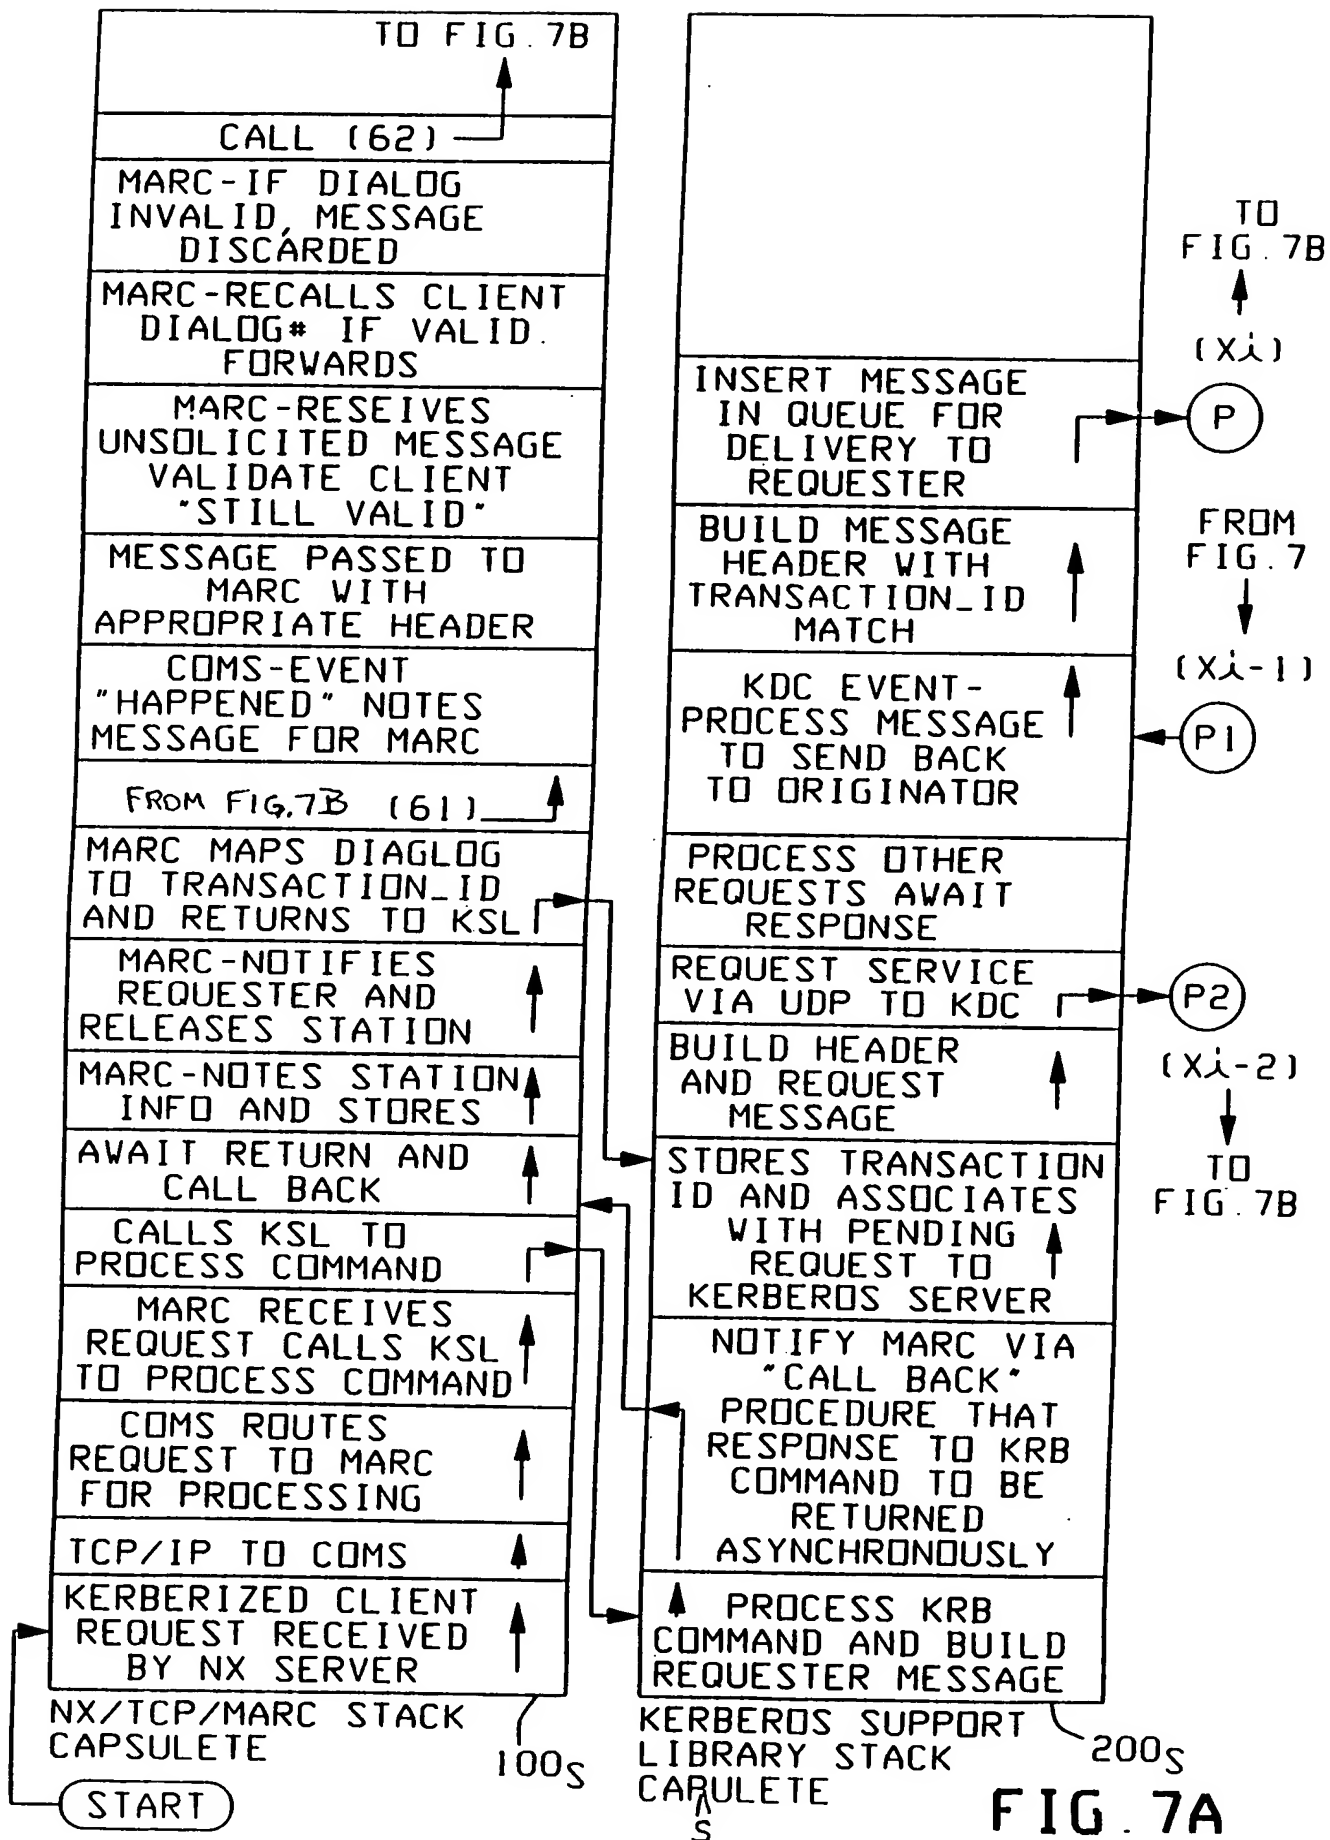 TO FIG. 7B
CALL (62)
MARC-IF DIALOG
INVALID, MESSAGE
DISCARDED
MARC-RECALLS CLIENT
DIALOG# IF VALID.
FORWARDS
MARC-RESEIVES
UNSOLICITED MESSAGE
VALIDATE CLIENT
"STILL VALID"
MESSAGE PASSED TO
MARC WITH
APPROPRIATE HEADER
COMS-EVENT
"HAPPENED" NOTES
MESSAGE FOR MARC
FROM FIG.7B (61)
MARC MAPS DIAGLOG
TO TRANSACTION_ID
AND RETURNS TO KSL
MARC-NOTIFIES
REQUESTER AND
RELEASES STATION
MARC-NOTES STATION
INFO AND STORES
AWAIT RETURN AND
CALL BACK
CALLS KSL TO
PROCESS COMMAND
MARC RECEIVES
REQUEST CALLS KSL
TO PROCESS COMMAND
COMS ROUTES
REQUEST TO MARC
FOR PROCESSING
TCP/IP TO COMS
KERBERIZED CLIENT
REQUEST RECEIVED
BY NX SERVER
NX/TCP/MARC STACK
CAPSULETE
100S
START
INSERT MESSAGE
IN QUEUE FOR
DELIVERY TO
REQUESTER
BUILD MESSAGE
HEADER WITH
TRANSACTION_ID
MATCH
KDC EVENT-
PROCESS MESSAGE
TO SEND BACK
TO ORIGINATOR
PROCESS OTHER
REQUESTS AWAIT
RESPONSE
REQUEST SERVICE
VIA UDP TO KDC
BUILD HEADER
AND REQUEST
MESSAGE
STORES TRANSACTION
ID AND ASSOCIATES
WITH PENDING
REQUEST TO
KERBEROS SERVER
NOTIFY MARC VIA
"CALL BACK"
PROCEDURE THAT
RESPONSE TO KRB
COMMAND TO BE
RETURNED
ASYNCHRONOUSLY
PROCESS KRB
COMMAND AND BUILD
REQUESTER MESSAGE
KERBEROS SUPPORT
LIBRARY STACK
CAPULETE
S
200S
TO
FIG. 7B
(Xi)
P
FROM
FIG. 7
(Xi-1)
P1
P2
(Xi-2)
TO
FIG. 7B
FIG. 7A